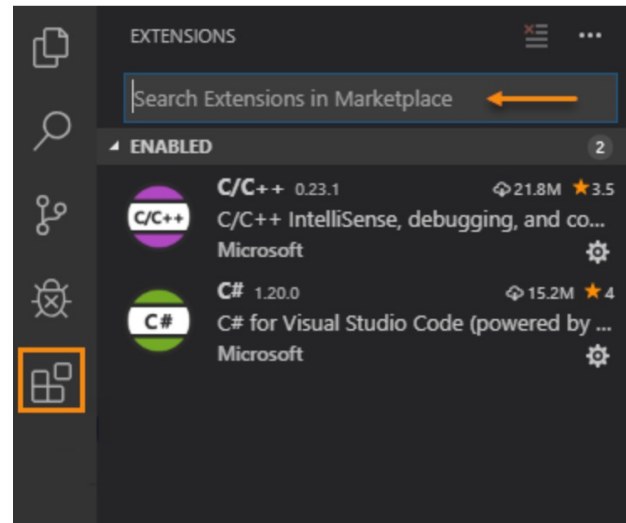 EXTENSIONS
Search Extensions in Marketplace
ENABLED 2
C/C++ 0.23.1 21.8M 3.5
C/C++
C/C++ IntelliSense, debugging, and co...
Microsoft
C# 1.20.0 15.2M 4
C#
C# for Visual Studio Code (powered by ...
Microsoft